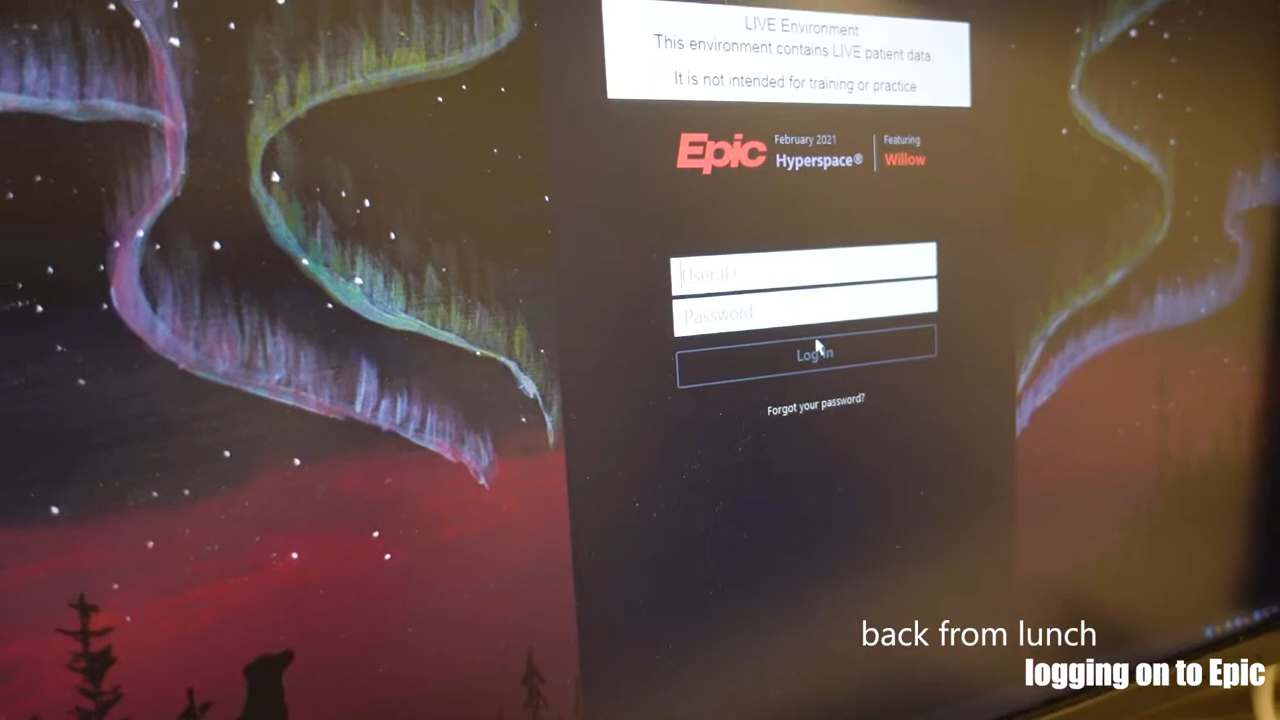 LIVE Environment
This environment contains LIVE patient data.
It is not intended for training or practice
Epic
February 2021
Hyperspace®
Featuring
Willow
User ID
Password
Log In
Forgot your password?
back from lunch
logging on to Epic